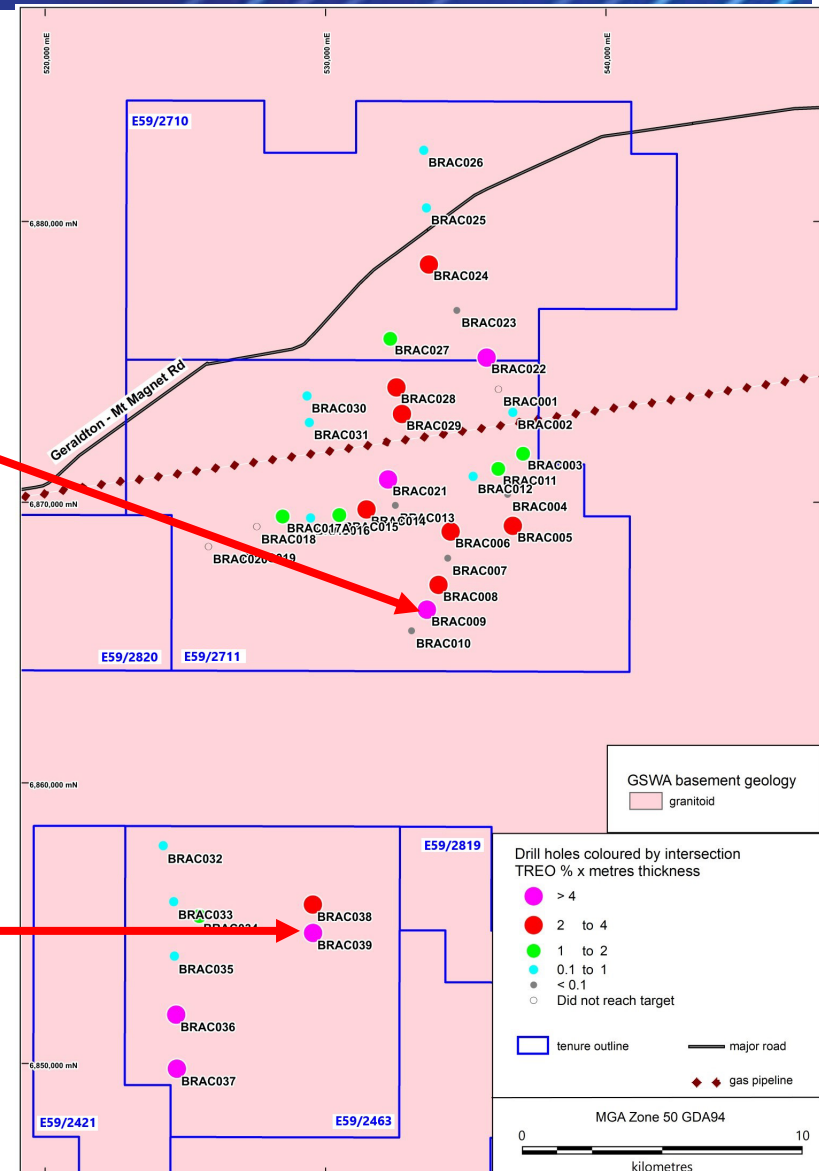 520,000 mE
530,000 mE
540,000 mE
E59/2710
BRAC026
6,880,000 mN
BRAC025
BRAC024
BRAC023
BRAC027
BRAC022
Geraldton - Mt Magnet Rd
BRAC028
BRAC001
BRAC030
BRAC029
BRAC002
BRAC031
BRAC003
BRAC011
BRAC021
BRAC012
6,870,000 mN
BRAC004
BRAC013
BRAC015
BRAC017A
BRAC018
BRAC006
BRAC005
BRAC020
BRAC007
BRAC008
BRAC009
BRAC010
E59/2820
E59/2711
GSWA basement geology
granitoid
6,860,000 mN
E59/2819
BRAC032
Drill holes coloured by intersection
TREO % x metres thickness
> 4
2 to 4
1 to 2
0.1 to 1
< 0.1
Did not reach target
BRAC033
BRAC038
BRAC039
BRAC035
BRAC036
tenure outline
major road
6,850,000 mN
BRAC037
gas pipeline
E59/2421
E59/2463
MGA Zone 50 GDA94
0
10
kilometres